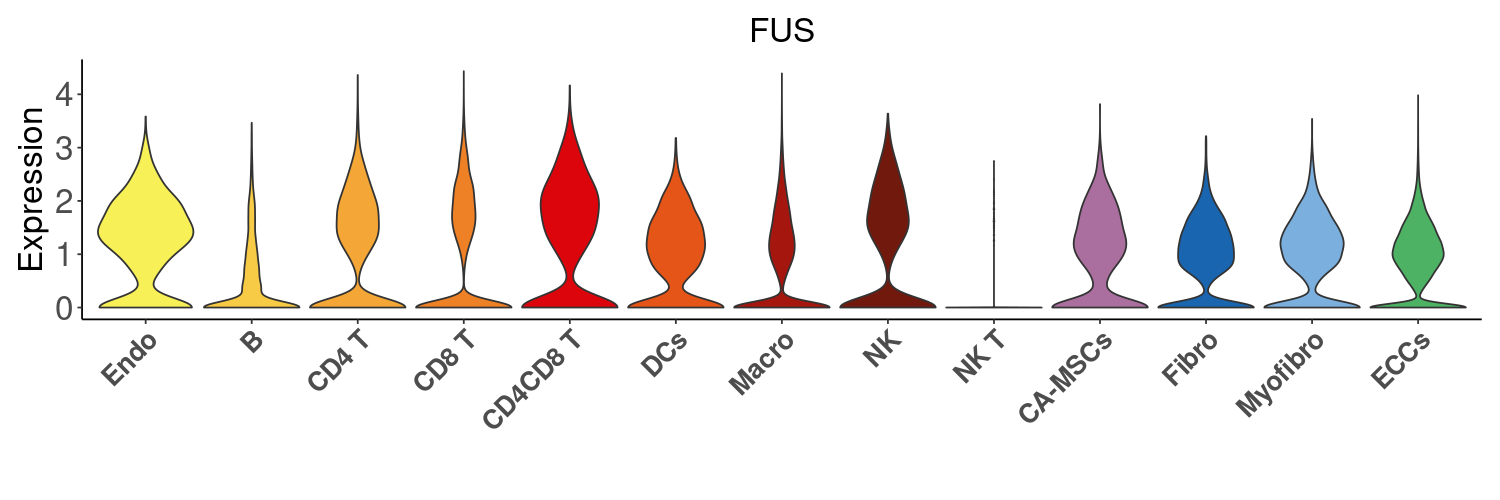 FUS
Expression
4
3
2
1
0
Endo
B
CD4 T
CD8 T
CD4CD8 T
DCs
Macro
NK
NK T
CA-MSCs
Fibro
Myofibro
ECCs